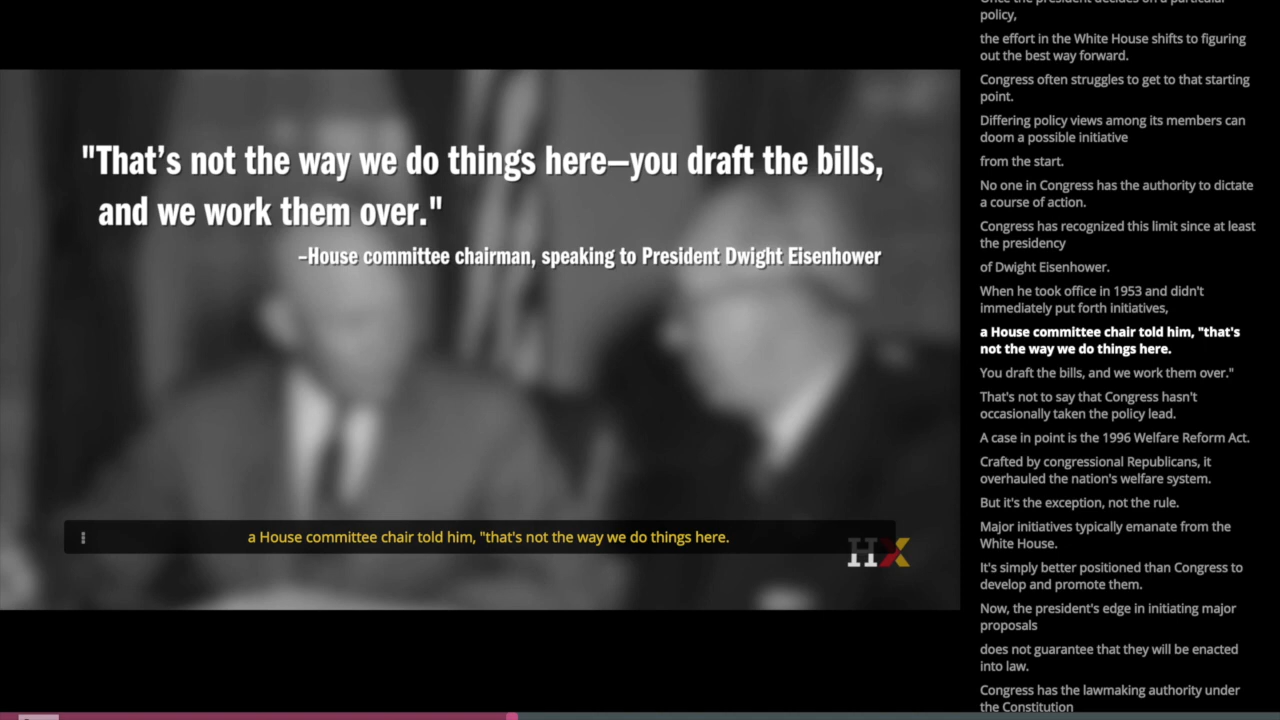 "That's not the way we do things here—you draft the bills,
and we work them over."
–House committee chairman, speaking to President Dwight Eisenhower
a House committee chair told him, "that's not the way we do things here.
HX
policy,
the effort in the White House shifts to figuring
out the best way forward.
Congress often struggles to get to that starting
point.
Differing policy views among its members can
doom a possible initiative
from the start.
No one in Congress has the authority to dictate
a course of action.
Congress has recognized this limit since at least
the presidency
of Dwight Eisenhower.
When he took office in 1953 and didn't
immediately put forth initiatives,
a House committee chair told him, "that's
not the way we do things here.
You draft the bills, and we work them over."
That's not to say that Congress hasn't
occasionally taken the policy lead.
A case in point is the 1996 Welfare Reform Act.
Crafted by congressional Republicans, it
overhauled the nation's welfare system.
But it's the exception, not the rule.
Major initiatives typically emanate from the
White House.
It's simply better positioned than Congress to
develop and promote them.
Now, the president's edge in initiating major
proposals
does not guarantee that they will be enacted
into law.
Congress has the lawmaking authority under
the Constitution